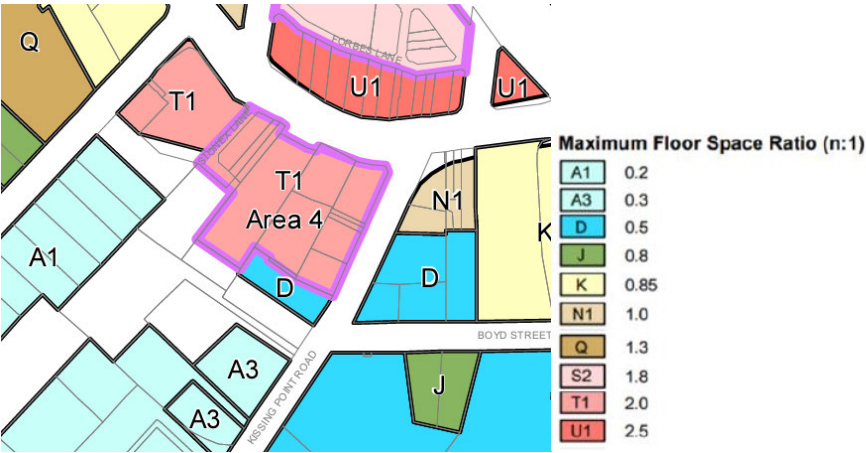 Q
FORBES LANE
T1
U1
U1
STONEX LANE
T1
Area 4
N1
K
A1
D
D
BOYD STREET
A3
J
A3
KISSING POINT ROAD
Maximum Floor Space Ratio (n:1)
A1 0.2
A3 0.3
D 0.5
J 0.8
K 0.85
N1 1.0
Q 1.3
S2 1.8
T1 2.0
U1 2.5